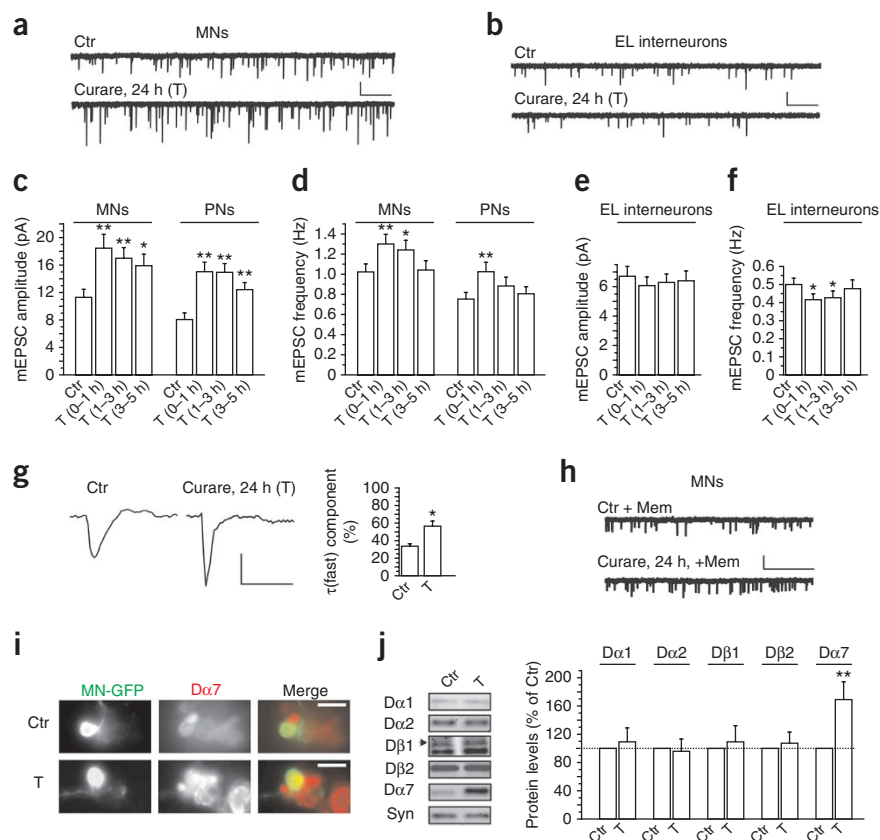 a
MNs
Ctr
Curare, 24 h (T)
b
EL interneurons
Ctr
Curare, 24 h (T)
c
MNs PNs
mEPSC amplitude (pA)
20
16
12
8
4
0
** ** *
** ** **
Ctr T (0–1 h) T (1–3 h) T (3–5 h) Ctr T (0–1 h) T (1–3 h) T (3–5 h)
d
MNs PNs
mEPSC frequency (Hz)
1.4
1.2
1.0
0.8
0.6
0.4
0.2
0
** *
**
Ctr T (0–1 h) T (1–3 h) T (3–5 h) Ctr T (0–1 h) T (1–3 h) T (3–5 h)
e
EL interneurons
mEPSC amplitude (pA)
6
4
2
0
Ctr T (0–1 h) T (1–3 h) T (3–5 h)
f
EL interneurons
mEPSC frequency (Hz)
0.5
0.4
0.3
0.2
0.1
0
* *
Ctr T (0–1 h) T (1–3 h) T (3–5 h)
g
Ctr Curare, 24 h (T)
τ(fast) component
(%)
100
80
60
40
20
0
*
Ctr T
h
MNs
Ctr + Mem
Curare, 24 h, +Mem
i
MN-GFP Dα7 Merge
Ctr
T
j
Ctr T
Dα1
Dα2
Dβ1
Dβ2
Dα7
Syn
Dα1 Dα2 Dβ1 Dβ2 Dα7
Protein levels (% of Ctr)
200
160
120
80
40
0
**
Ctr T Ctr T Ctr T Ctr T Ctr T